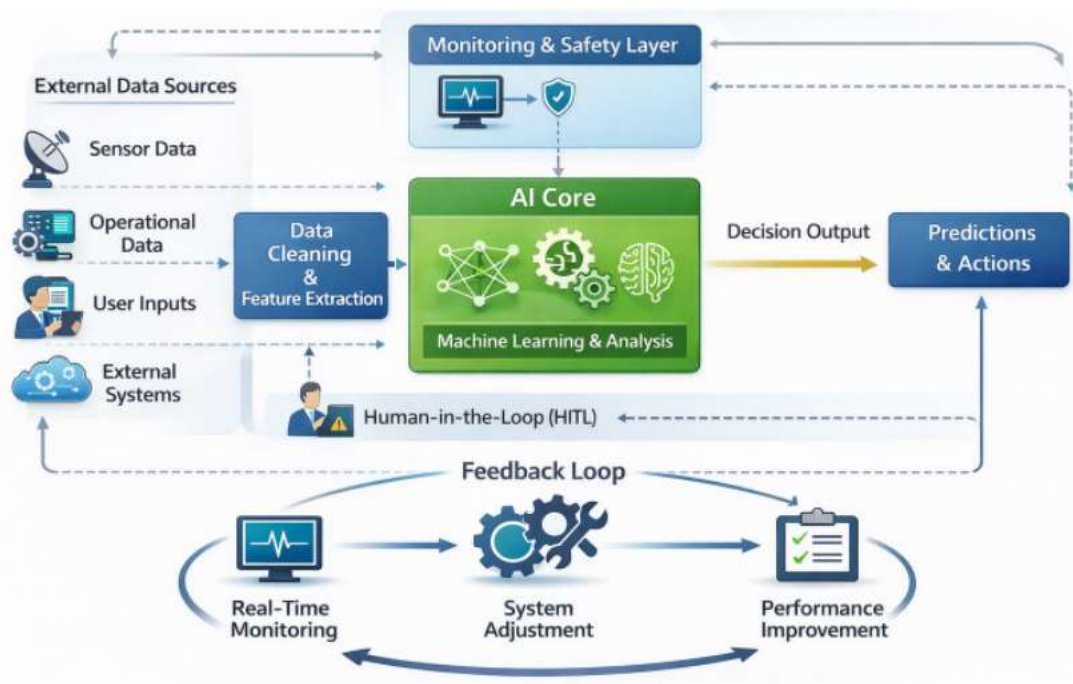 Monitoring & Safety Layer
External Data Sources
Sensor Data
Operational
Data
User Inputs
External
Systems
Data
Cleaning
&
Feature Extraction
AI Core
Machine Learning & Analysis
Decision Output
Predictions
& Actions
Human-in-the-Loop (HITL)
Feedback Loop
Real-Time
Monitoring
System
Adjustment
Performance
Improvement